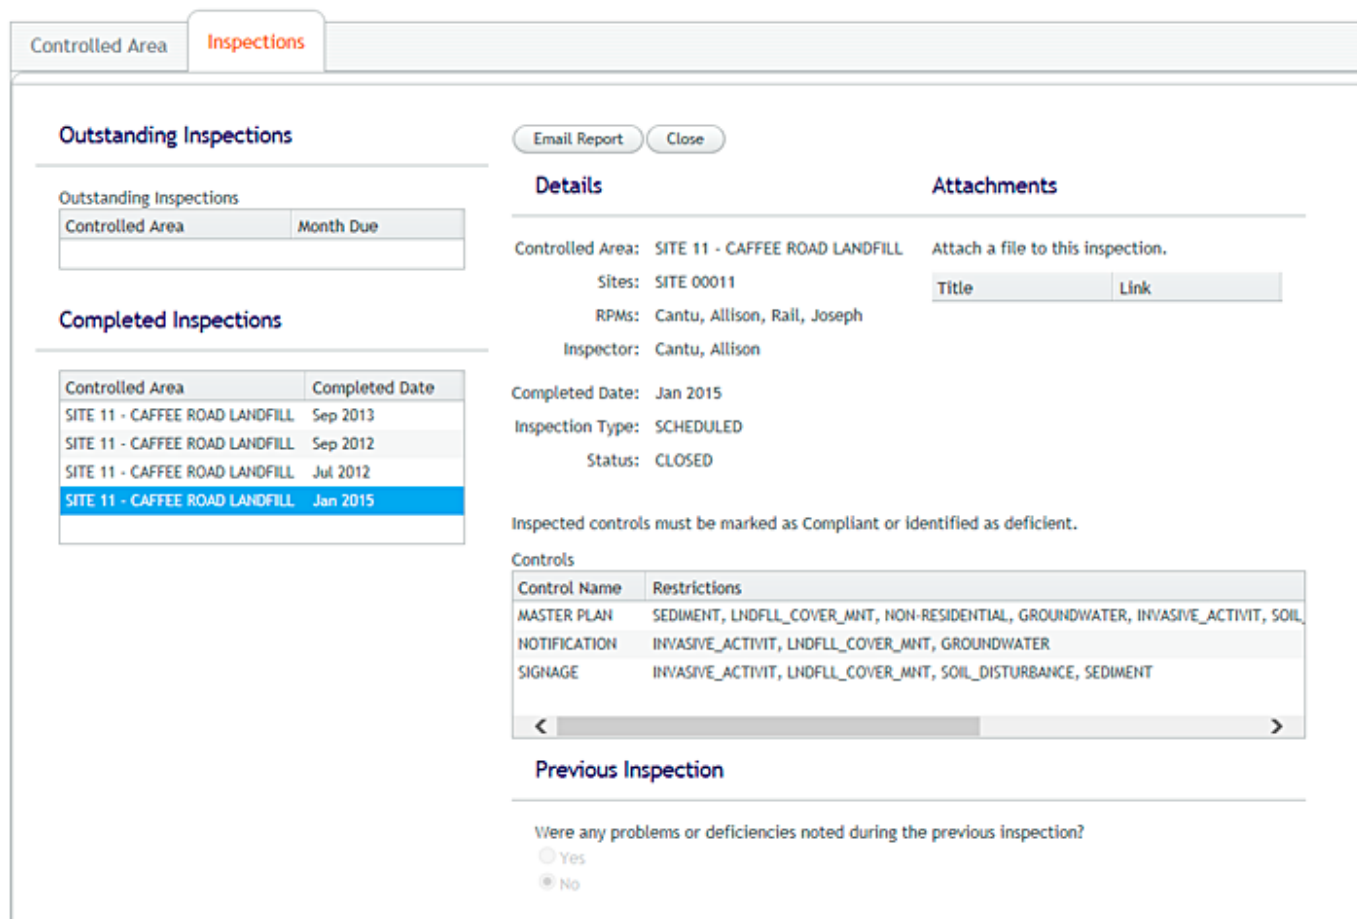 Controlled Area
Inspections
Outstanding Inspections
Outstanding Inspections
Controlled Area Month Due
Completed Inspections
Controlled Area Completed Date
SITE 11 - CAFFEE ROAD LANDFILL Sep 2013
SITE 11 - CAFFEE ROAD LANDFILL Sep 2012
SITE 11 - CAFFEE ROAD LANDFILL Jul 2012
SITE 11 - CAFFEE ROAD LANDFILL Jan 2015
Email Report Close
Details
Controlled Area: SITE 11 - CAFFEE ROAD LANDFILL
Sites: SITE 00011
RPMs: Cantu, Allison, Rail, Joseph
Inspector: Cantu, Allison
Completed Date: Jan 2015
Inspection Type: SCHEDULED
Status: CLOSED
Attachments
Attach a file to this inspection.
Title Link
Inspected controls must be marked as Compliant or identified as deficient.
Controls
Control Name Restrictions
MASTER PLAN SEDIMENT, LNDFLL_COVER_MNT, NON-RESIDENTIAL, GROUNDWATER, INVASIVE_ACTIVIT, SOIL_
NOTIFICATION INVASIVE_ACTIVIT, LNDFLL_COVER_MNT, GROUNDWATER
SIGNAGE INVASIVE_ACTIVIT, LNDFLL_COVER_MNT, SOIL_DISTURBANCE, SEDIMENT
Previous Inspection
Were any problems or deficiencies noted during the previous inspection?
Yes
No